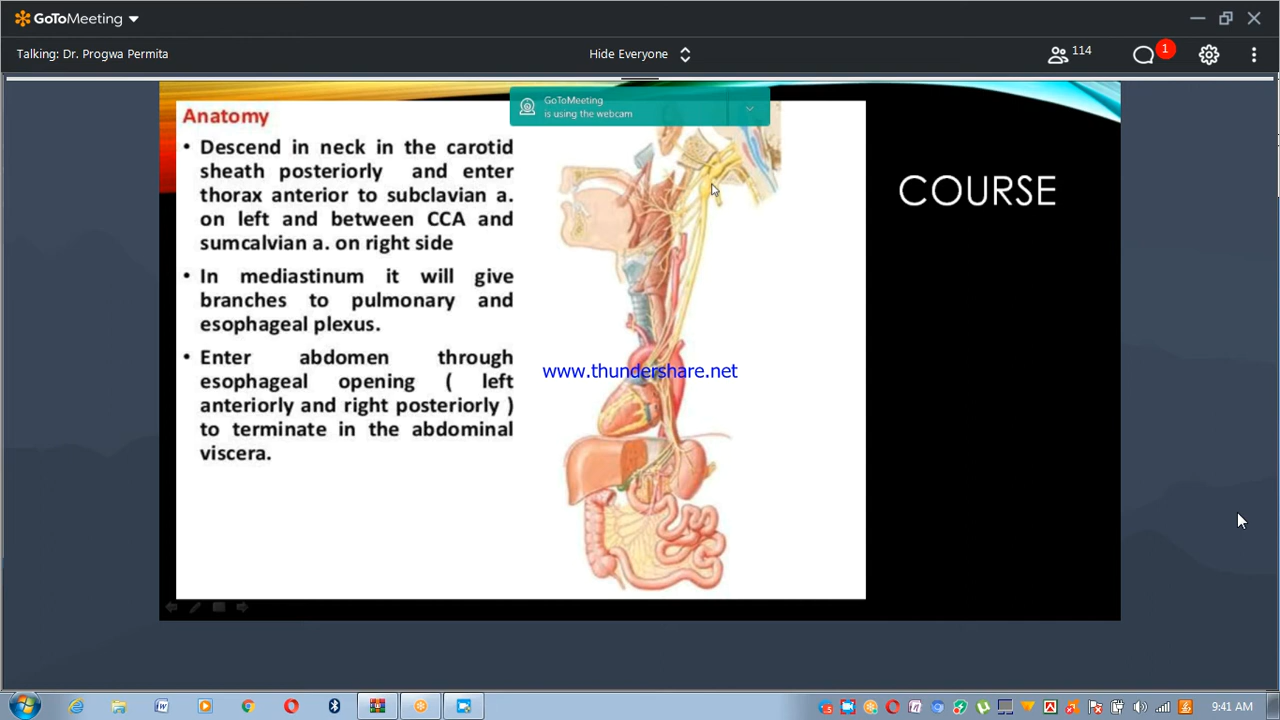 GoToMeeting
Talking: Dr. Progwa Permita
Hide Everyone
114
1
GoToMeeting
is using the webcam
Anatomy
• Descend in neck in the carotid
sheath posteriorly and enter
thorax anterior to subclavian a.
on left and between CCA and
sumcalvian a. on right side
• In mediastinum it will give
branches to pulmonary and
esophageal plexus.
• Enter abdomen through
esophageal opening ( left
anteriorly and right posteriorly )
to terminate in the abdominal
viscera.
COURSE
www.thundershare.net
9:41 AM